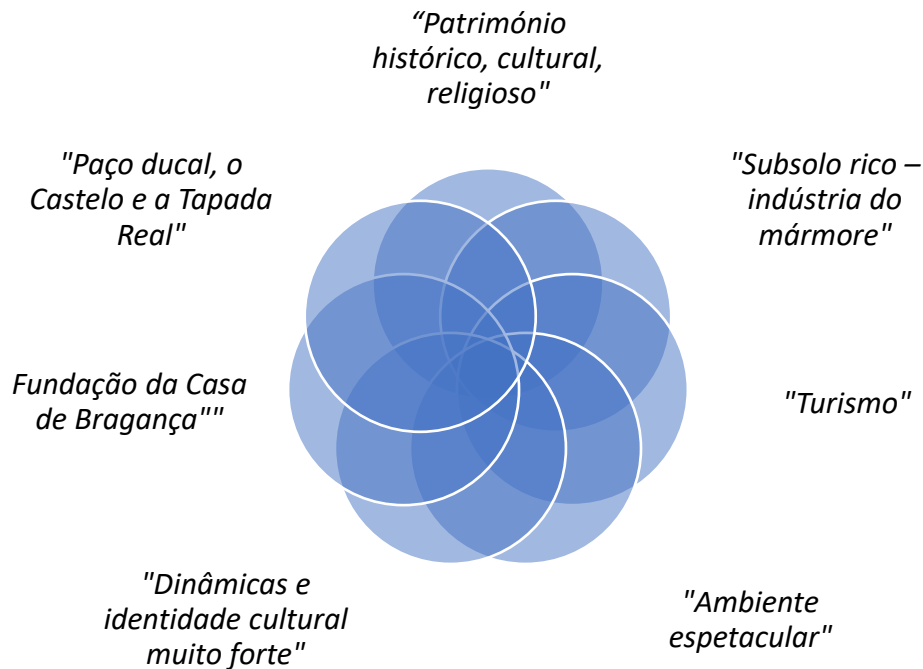 “Património
histórico, cultural,
religioso"
"Subsolo rico –
indústria do
mármore"
"Turismo"
"Ambiente
espetacular"
"Dinâmicas e
identidade cultural
muito forte"
Fundação da Casa
de Bragança""
"Paço ducal, o
Castelo e a Tapada
Real"